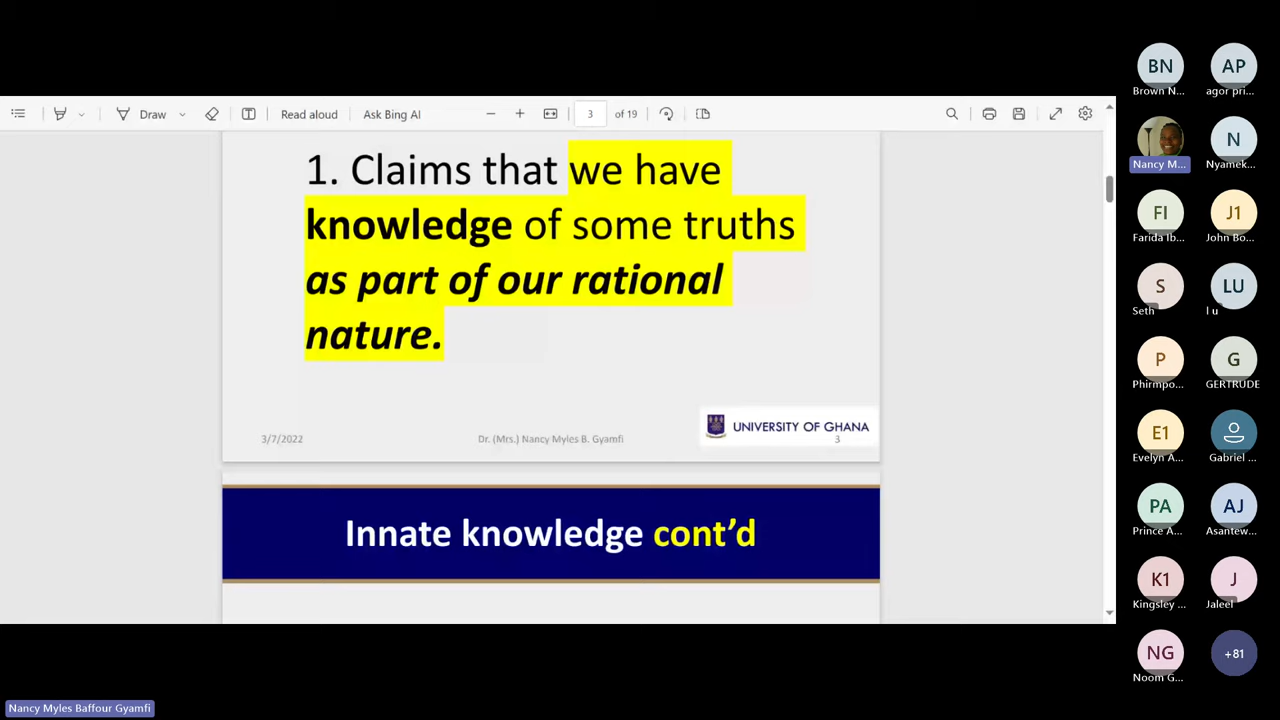 Draw
Read aloud
Ask Bing AI
3
of 19
1. Claims that we have
knowledge of some truths
as part of our rational
nature.
3/7/2022
Dr. (Mrs.) Nancy Myles B. Gyamfi
UNIVERSITY OF GHANA
3
Innate knowledge cont’d
BN
Brown N...
AP
agor pri...
Nancy M...
N
Nyamek...
FI
Farida Ib...
J1
John Bo...
S
Seth
LU
l u
P
Phirmpo...
G
GERTRUDE
E1
Evelyn A...
Gabriel ...
PA
Prince A...
AJ
Asantew...
K1
Kingsley ...
J
Jaleel
NG
Noom G...
+81
Nancy Myles Baffour Gyamfi